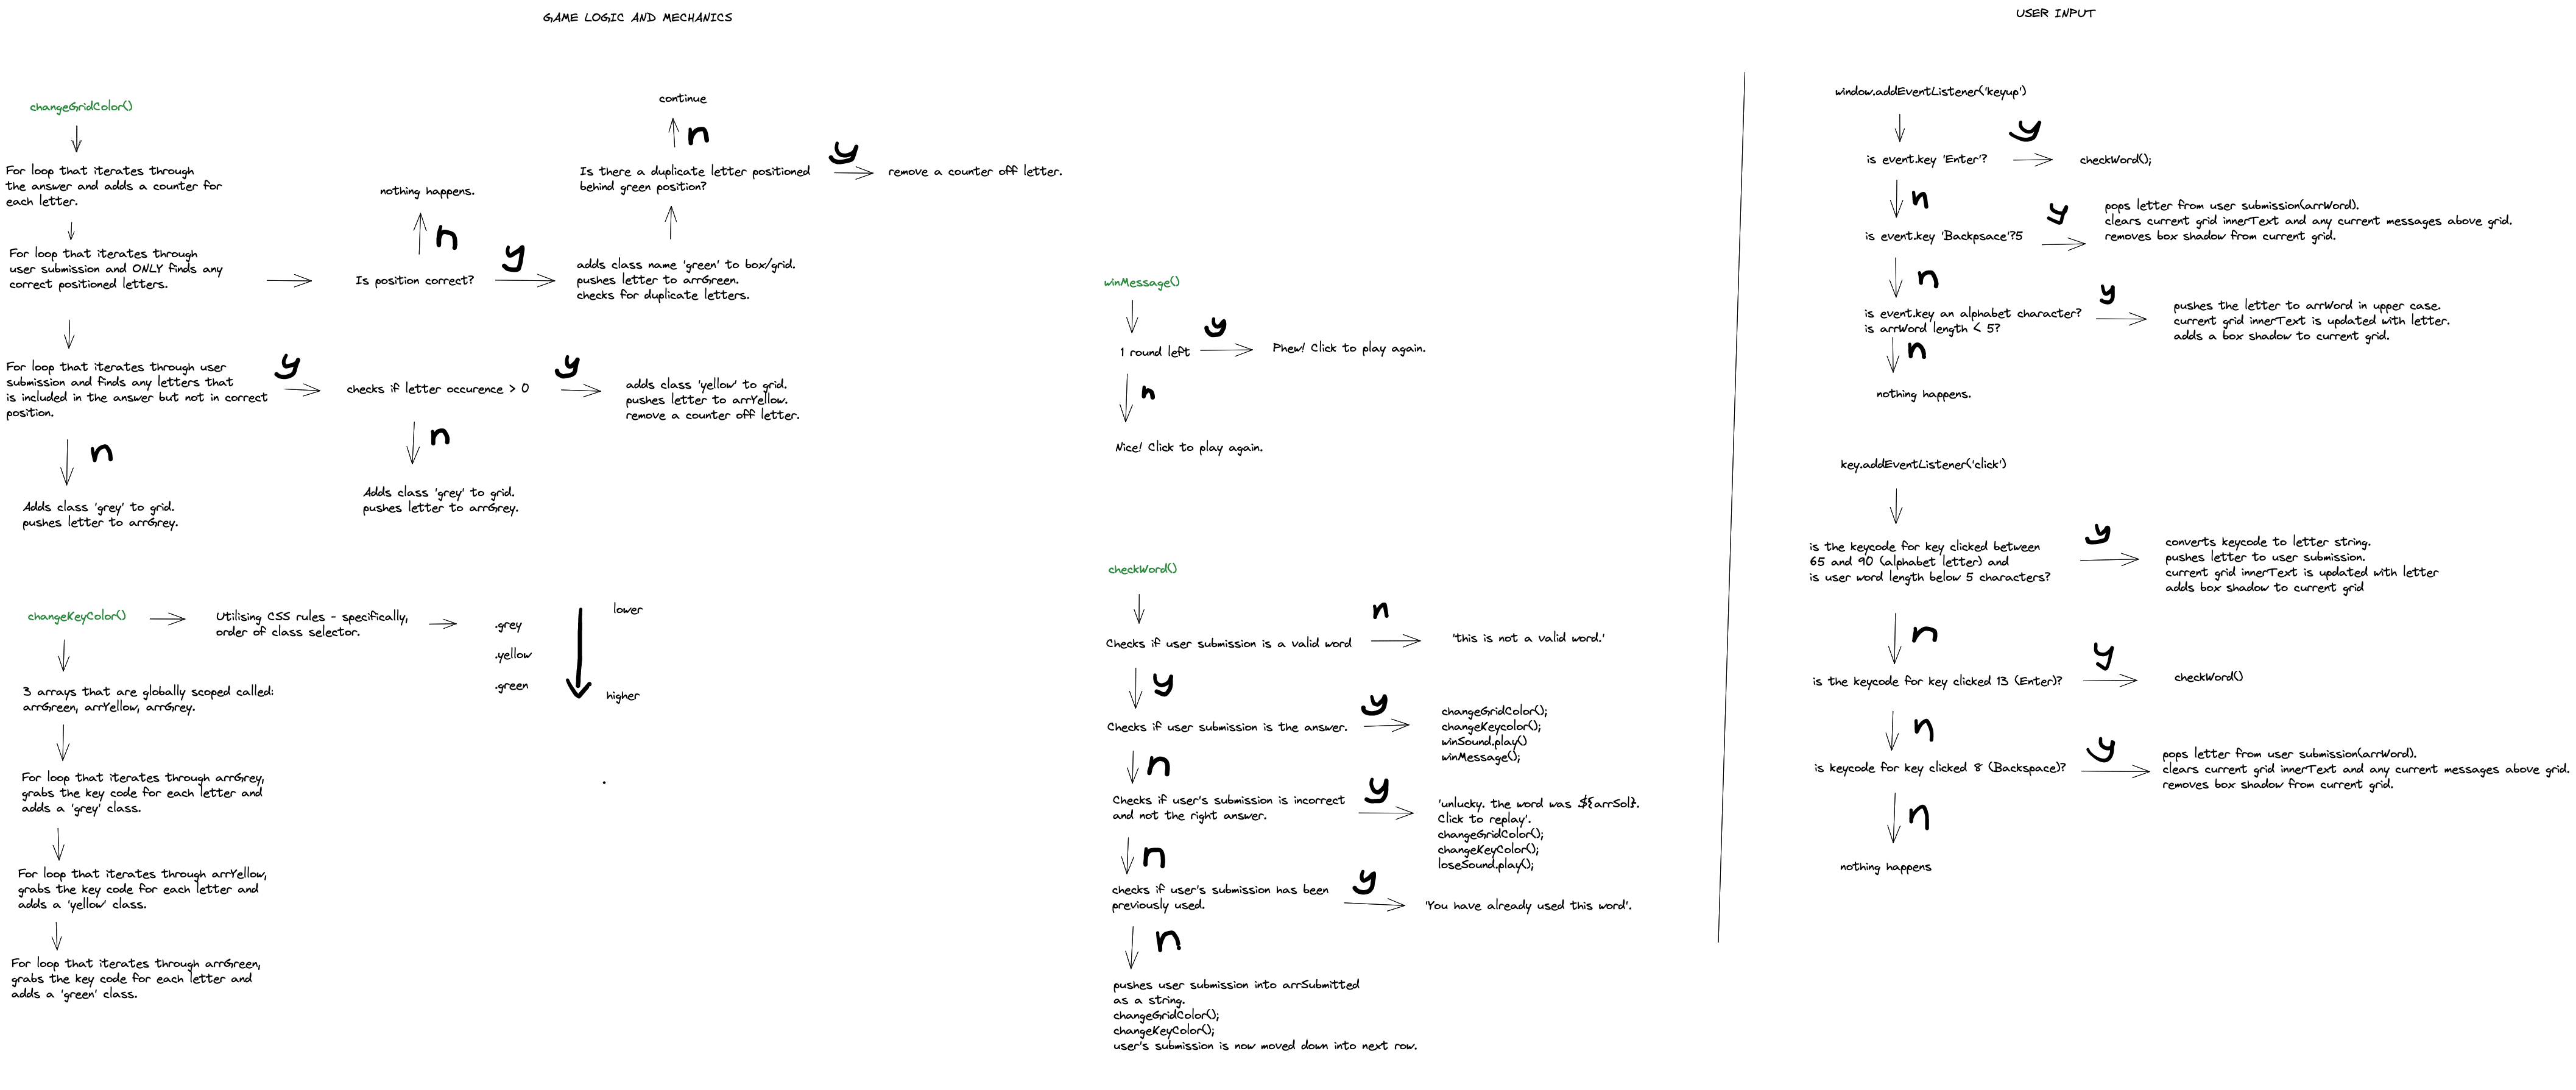 GAME LOGIC AND MECHANICS
USER INPUT
changeGridColor()
For loop that iterates through
the answer and adds a counter for
each letter.
For loop that iterates through
user submission and ONLY finds any
correct positioned letters.
Is position correct?
n
nothing happens.
y
adds class name 'green' to box/grid.
pushes letter to arrGreen.
checks for duplicate letters.
Is there a duplicate letter positioned
behind green position?
n
continue
y
remove a counter off letter.
For loop that iterates through user
submission and finds any letters that
is included in the answer but not in correct
position.
y
checks if letter occurence > 0
y
adds class 'yellow' to grid.
pushes letter to arrYellow.
remove a counter off letter.
n
Adds class 'grey' to grid.
pushes letter to arrGrey.
n
Adds class 'grey' to grid.
pushes letter to arrGrey.
changeKeyColor()
Utilising CSS rules - specifically,
order of class selector.
.grey
.yellow
.green
lower
higher
3 arrays that are globally scoped called:
arrGreen, arrYellow, arrGrey.
For loop that iterates through arrGrey,
grabs the key code for each letter and
adds a 'grey' class.
For loop that iterates through arrYellow,
grabs the key code for each letter and
adds a 'yellow' class.
For loop that iterates through arrGreen,
grabs the key code for each letter and
adds a 'green' class.
winMessage()
1 round left
y
Phew! Click to play again.
n
Nice! Click to play again.
checkWord()
Checks if user submission is a valid word
n
'this is not a valid word.'
y
Checks if user submission is the answer.
y
changeGridColor();
changeKeycolor();
winSound.play()
winMessage();
n
Checks if user's submission is incorrect
and not the right answer.
y
'unlucky. the word was ${arrSol}.
Click to replay'.
changeGridColor();
changeKeyColor();
loseSound.play();
n
checks if user's submission has been
previously used.
y
'You have already used this word'.
n
pushes user submission into arrSubmitted
as a string.
changeGridColor();
changeKeyColor();
user's submission is now moved down into next row.
window.addEventListener('keyup')
is event.key 'Enter'?
y
checkWord();
n
is event.key 'Backpsace'?5
y
pops letter from user submission(arrWord).
clears current grid innerText and any current messages above grid.
removes box shadow from current grid.
n
is event.key an alphabet character?
is arrWord length < 5?
y
pushes the letter to arrWord in upper case.
current grid innerText is updated with letter.
adds a box shadow to current grid.
n
nothing happens.
key.addEventListener('click')
is the keycode for key clicked between
65 and 90 (alphabet letter) and
is user word length below 5 characters?
y
converts keycode to letter string.
pushes letter to user submission.
current grid innerText is updated with letter
adds box shadow to current grid
n
is the keycode for key clicked 13 (Enter)?
y
checkWord()
n
is keycode for key clicked 8 (Backspace)?
y
pops letter from user submission(arrWord).
clears current grid innerText and any current messages above grid.
removes box shadow from current grid.
n
nothing happens